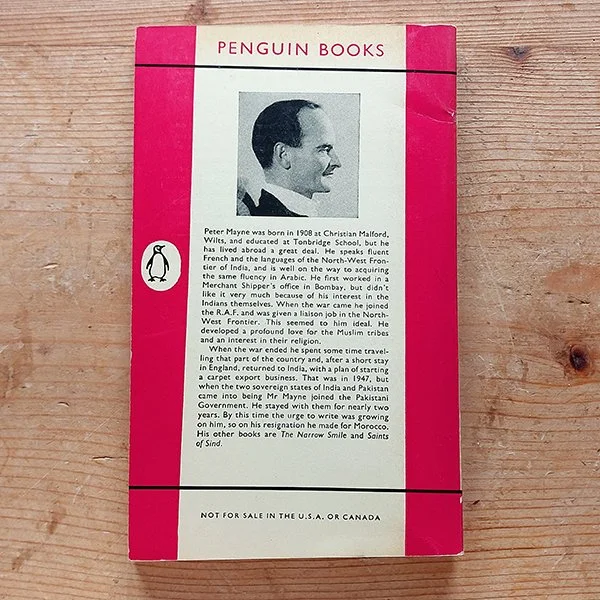 PENGUIN BOOKS
Peter Mayne was born in 1908 at Christian Malford,
Wilts, and educated at Tonbridge School, but he
has lived abroad a great deal. He speaks fluent
French and the languages of the North-West Fron-
tier of India, and is well on the way to acquiring
the same fluency in Arabic. He first worked in a
Merchant Shipper's office in Bombay, but didn't
like it very much because of his interest in the
Indians themselves. When the war came he joined
the R.A.F. and was given a liaison job in the North-
West Frontier. This seemed to him ideal. He
developed a profound love for the Muslim tribes
and an interest in their religion.
When the war ended he spent some time travel-
ling that part of the country and, after a short stay
in England, returned to India, with a plan of starting
a carpet export business. That was in 1947, but
when the two sovereign states of India and Pakistan
came into being Mr Mayne joined the Pakistani
Government. He stayed with them for nearly two
years. By this time the urge to write was growing
on him, so on his resignation he made for Morocco.
His other books are The Narrow Smile and Saints
of Sind.
NOT FOR SALE IN THE U.S.A. OR CANADA